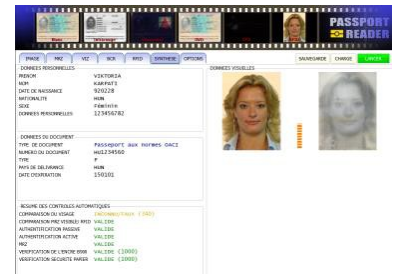 PASSPORT
READER
IMAGE MRZ VIZ BCR RFID SYNTHESE OPTIONS
SAUVEGARDE CHARGE LANCER
DONNEES PERSONNELLES
DONNEES VISUELLES
PRENOM VIKTORIA
NOM KARPATI
DATE DE NAISSANCE 920228
NATIONALITE HUN
SEXE Féminin
DONNEES PERSONNELLES 123456782
DONNEES DU DOCUMENT
TYPE DE DOCUMENT Passeport aux normes OACI
NUMERO DU DOCUMENT HU1234560
TYPE P
PAYS DE DELIVRANCE HUN
DATE D'EXPIRATION 150101
RESUME DES CONTROLES AUTOMATIQUES
COMPARAISON DU VISAGE
COMPARAISON MRZ VISIBLE/ RFID VALIDE
AUTHENTIFICATION PASSIVE VALIDE
AUTHENTIFICATION ACTIVE VALIDE
MRZ VALIDE
VERIFICATION DE L'ENCRE B900 VALIDE (1000)
VERIFICATION SECURITE PAPIER VALIDE (1000)